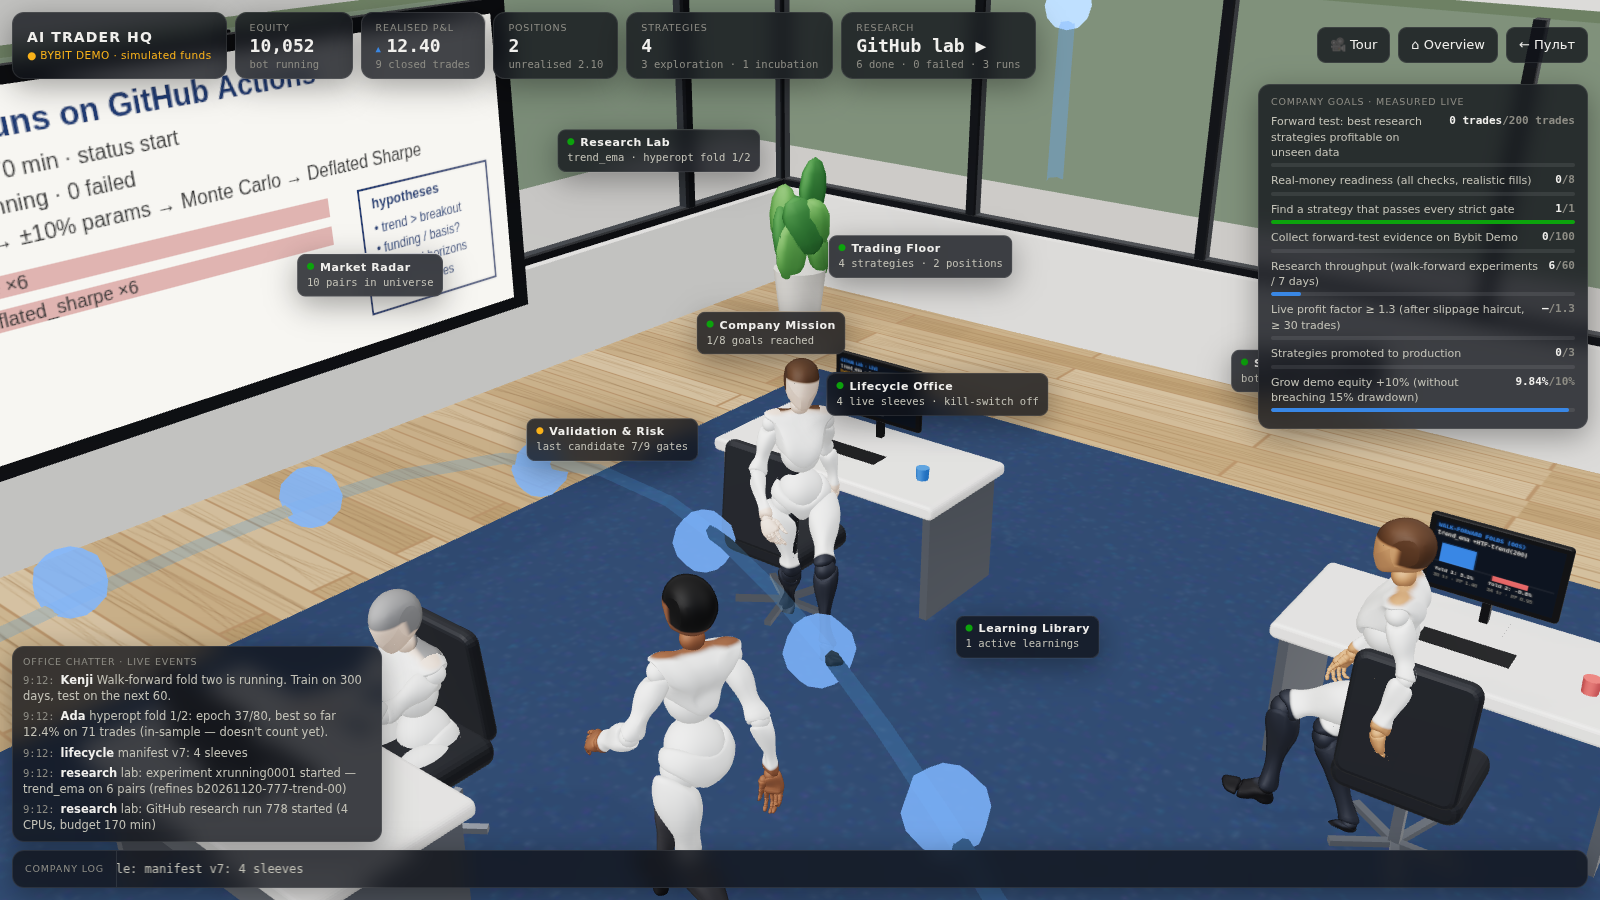 AI TRADER HQ
BYBIT DEMO · simulated funds
EQUITY
10,052
bot running
REALISED P&L
▲ 12.40
9 closed trades
POSITIONS
2
unrealised 2.10
STRATEGIES
4
3 exploration · 1 incubation
RESEARCH
GitHub lab ▶
6 done · 0 failed · 3 runs
🎥 Tour
⌂ Overview
← Пульт
uns on GitHub Actions
0 min · status start
nning · 0 failed
→ ±10% params → Monte Carlo → Deflated Sharpe
×6
flated_sharpe ×6
hypotheses
• trend > breakout
• funding / basis?
horizons
Research Lab
trend_ema · hyperopt fold 1/2
Market Radar
10 pairs in universe
Trading Floor
4 strategies · 2 positions
Company Mission
1/8 goals reached
Lifecycle Office
4 live sleeves · kill-switch off
Validation & Risk
last candidate 7/9 gates
Learning Library
1 active learnings
bot
COMPANY GOALS · MEASURED LIVE
Forward test: best research strategies profitable on unseen data 0 trades/200 trades
Real-money readiness (all checks, realistic fills) 0/8
Find a strategy that passes every strict gate 1/1
Collect forward-test evidence on Bybit Demo 0/100
Research throughput (walk-forward experiments / 7 days) 6/60
Live profit factor ≥ 1.3 (after slippage haircut, ≥ 30 trades) —/1.3
Strategies promoted to production 0/3
Grow demo equity +10% (without breaching 15% drawdown) 9.84%/10%
WALK-FORWARD FOLDS (OOS)
trend_ema +HTF-trend(200)
OFFICE CHATTER · LIVE EVENTS
9:12: Kenji Walk-forward fold two is running. Train on 300
days, test on the next 60.
9:12: Ada hyperopt fold 1/2: epoch 37/80, best so far
12.4% on 71 trades (in-sample — doesn't count yet).
9:12: lifecycle manifest v7: 4 sleeves
9:12: research lab: experiment xrunning0001 started —
trend_ema on 6 pairs (refines b20261120-777-trend-00)
9:12: research lab: GitHub research run 778 started (4
CPUs, budget 170 min)
COMPANY LOG
le: manifest v7: 4 sleeves